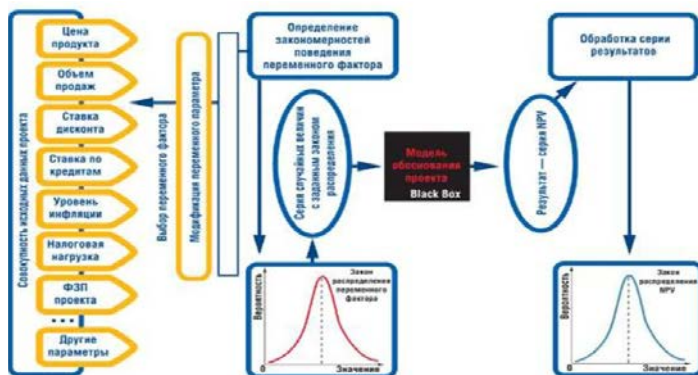 Совокупность исходных данных проекта
Цена
продукта
Объем
продаж
Ставка
дисконта
Ставка по
кредитам
Уровень
инфляции
Налоговая
нагрузка
ФЗП
проекта
....
Другие
параметры
Выбор переменного фактора
Модификация переменного параметра
Определение
закономерностей
поведения
переменного фактора
Серия случайных величин
с заданным законом
распределения
Вероятность
Закон
распределения
переменного
фактора
0
Значения
Модель
обоснования
проекта
Black Box
Результат — серия NPV
Обработка серии
результатов
Вероятность
Закон
распределения NPV
0
Значение